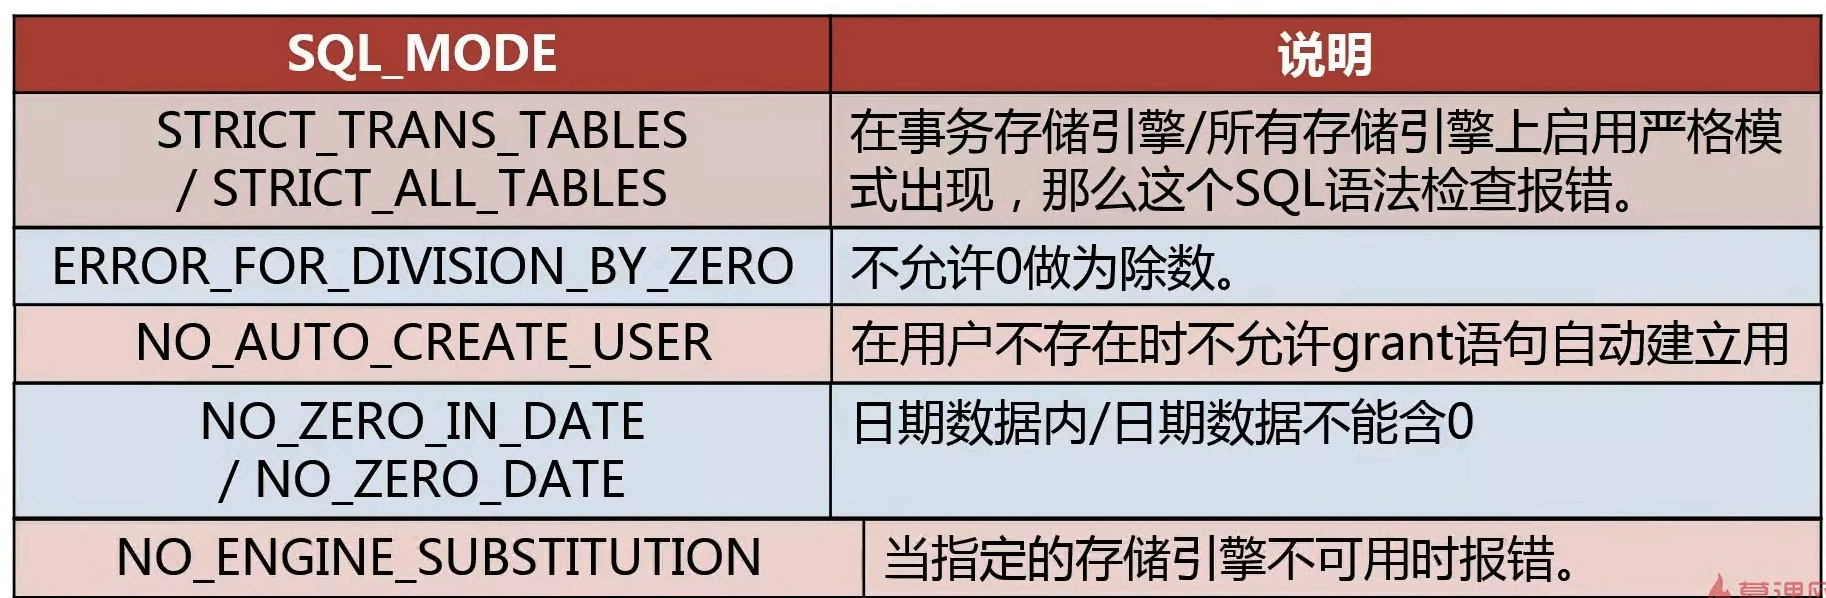 SQL_MODE
说明
STRICT_TRANS_TABLES
/ STRICT_ALL_TABLES
在事务存储引擎/所有存储引擎上启用严格模
式出现，那么这个SQL语法检查报错。
ERROR_FOR_DIVISION_BY_ZERO
不允许0做为除数。
NO_AUTO_CREATE_USER
在用户不存在时不允许grant语句自动建立用
NO_ZERO_IN_DATE
/ NO_ZERO_DATE
日期数据内/日期数据不能含0
NO_ENGINE_SUBSTITUTION
当指定的存储引擎不可用时报错。